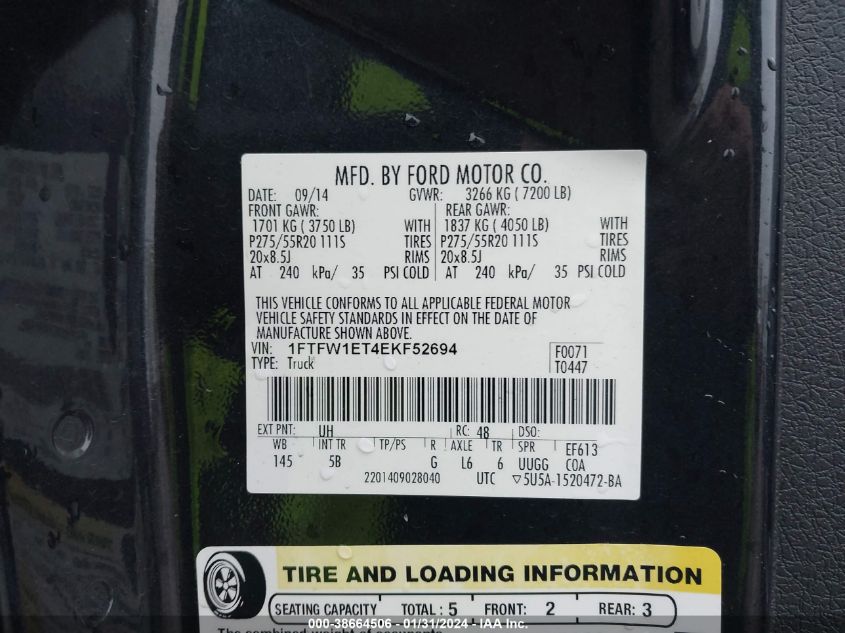 MFD. BY FORD MOTOR CO.
DATE: 09/14 GVWR: 3266 KG ( 7200 LB)
FRONT GAWR: REAR GAWR:
1701 KG ( 3750 LB) WITH 1837 KG ( 4050 LB) WITH
P275/55R20 111S TIRES P275/55R20 111S TIRES
20x8.5J RIMS 20x8.5J RIMS
AT 240 kPa/ 35 PSI COLD AT 240 kPa/ 35 PSI COLD
THIS VEHICLE CONFORMS TO ALL APPLICABLE FEDERAL MOTOR
VEHICLE SAFETY STANDARDS IN EFFECT ON THE DATE OF
MANUFACTURE SHOWN ABOVE.
VIN: 1FTFW1ET4EKF52694 F0071
TYPE: Truck T0447
EXT PNT: UH RC: 48 DSO:
WB INT TR TP/PS R AXLE TR SPR EF613
145 5B G L6 6 UUGG COA
2201409028040 UTC ▽5U5A-1520472-BA
TIRE AND LOADING INFORMATION
SEATING CAPACITY TOTAL : 5 FRONT: 2 REAR: 3
The combined weight of occupants
000-38664506 - 01/31/2024 - IAA Inc.